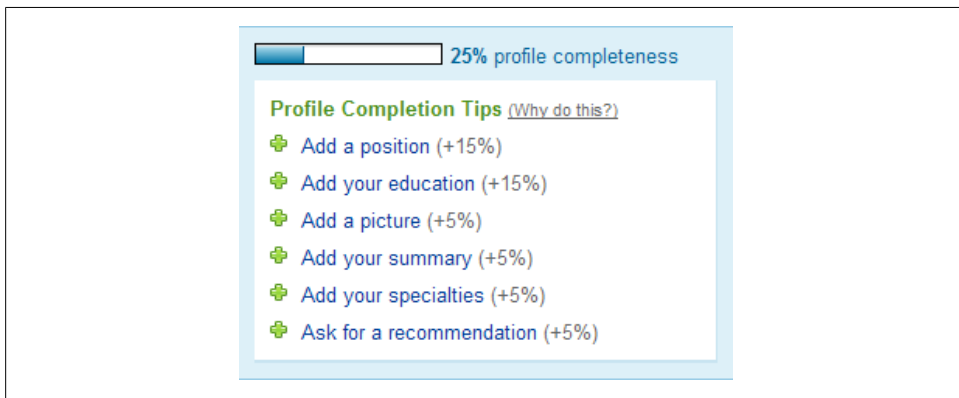 25% profile completeness
Profile Completion Tips (Why do this?)
Add a position (+15%)
Add your education (+15%)
Add a picture (+5%)
Add your summary (+5%)
Add your specialties (+5%)
Ask for a recommendation (+5%)